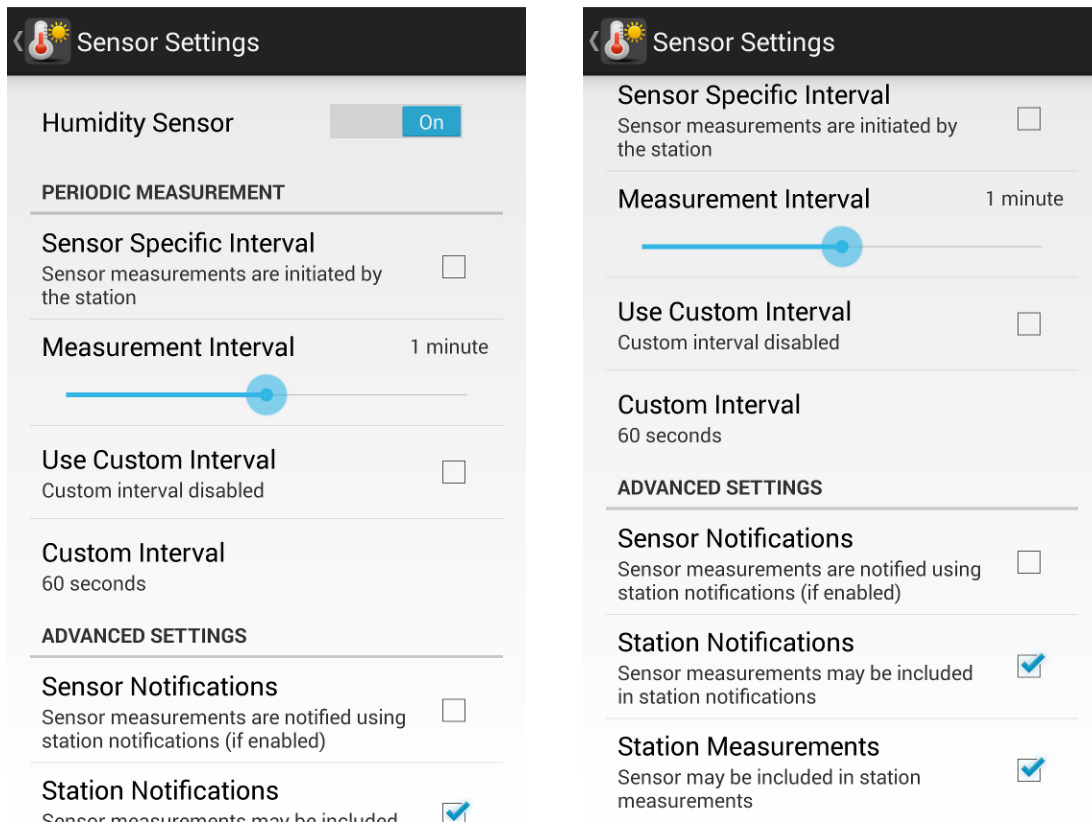 Sensor Settings
Humidity Sensor
On
PERIODIC MEASUREMENT
Sensor Specific Interval
Sensor measurements are initiated by
the station
Measurement Interval
1 minute
Use Custom Interval
Custom interval disabled
Custom Interval
60 seconds
ADVANCED SETTINGS
Sensor Notifications
Sensor measurements are notified using
station notifications (if enabled)
Station Notifications
Sensor measurements may be included
Sensor Settings
Sensor Specific Interval
Sensor measurements are initiated by
the station
Measurement Interval
1 minute
Use Custom Interval
Custom interval disabled
Custom Interval
60 seconds
ADVANCED SETTINGS
Sensor Notifications
Sensor measurements are notified using
station notifications (if enabled)
Station Notifications
Sensor measurements may be included
in station notifications
Station Measurements
Sensor may be included in station
measurements